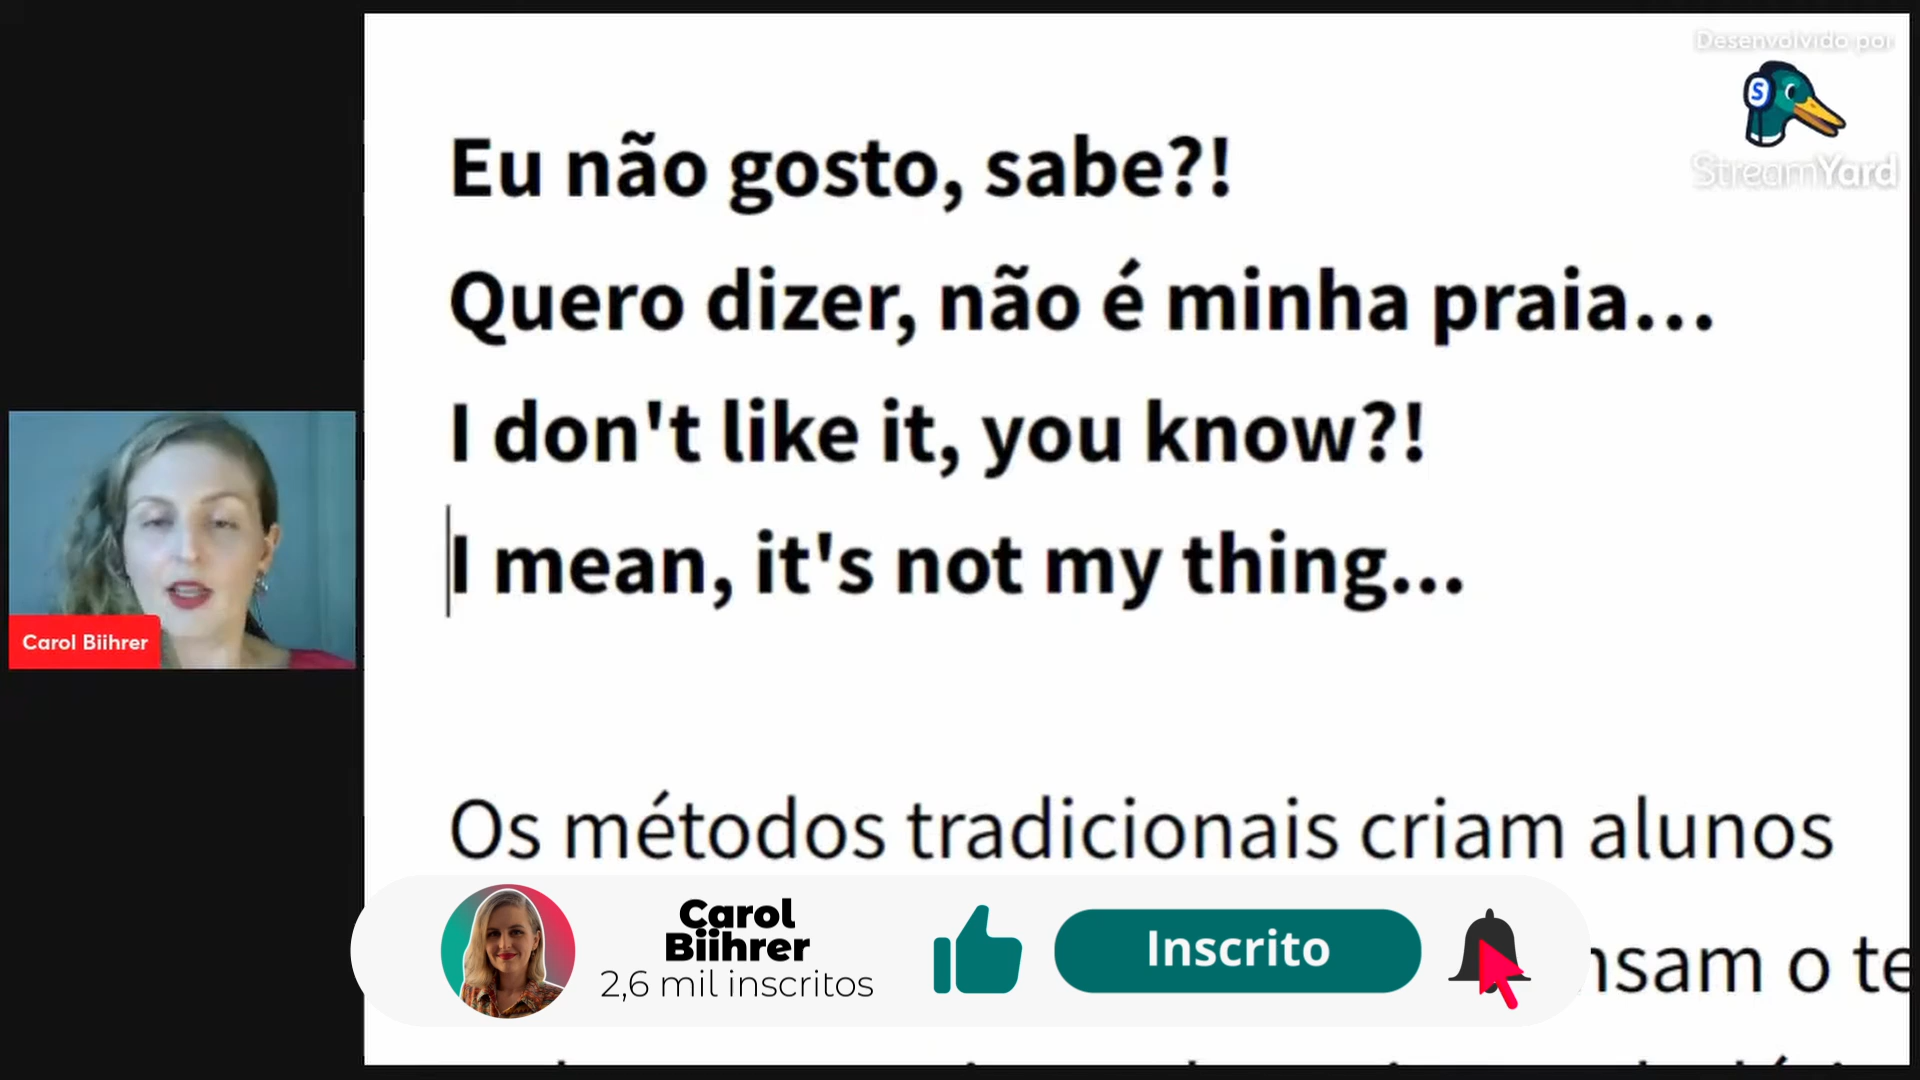 Desenvolvido por
StreamYard
Eu não gosto, sabe?!
Quero dizer, não é minha praia...
I don't like it, you know?!
I mean, it's not my thing...
Carol Biihrer
Os métodos tradicionais criam alunos
Carol
Biihrer
2,6 mil inscritos
Inscrito
o